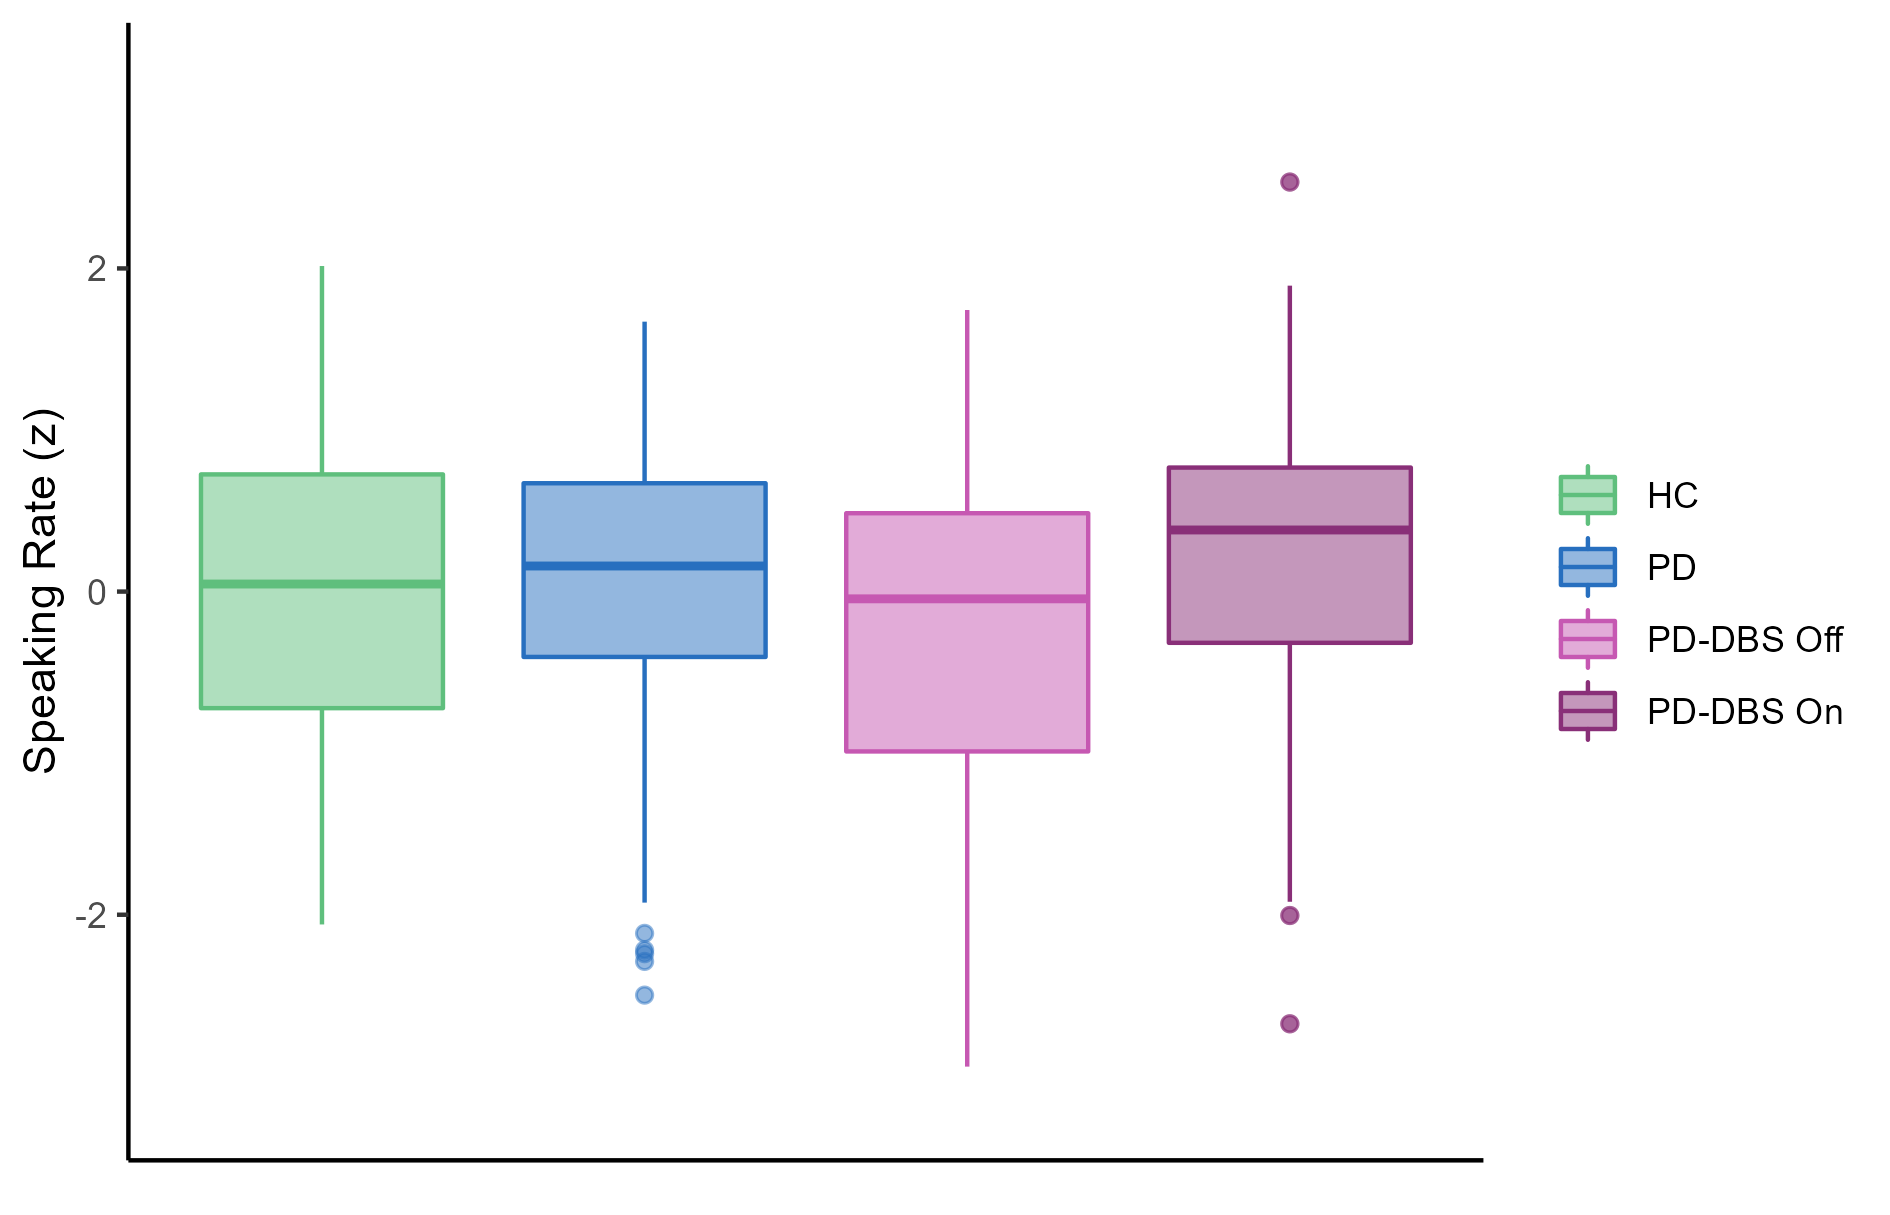 Speaking Rate (z)
2
0
-2
HC
PD
PD-DBS Off
PD-DBS On